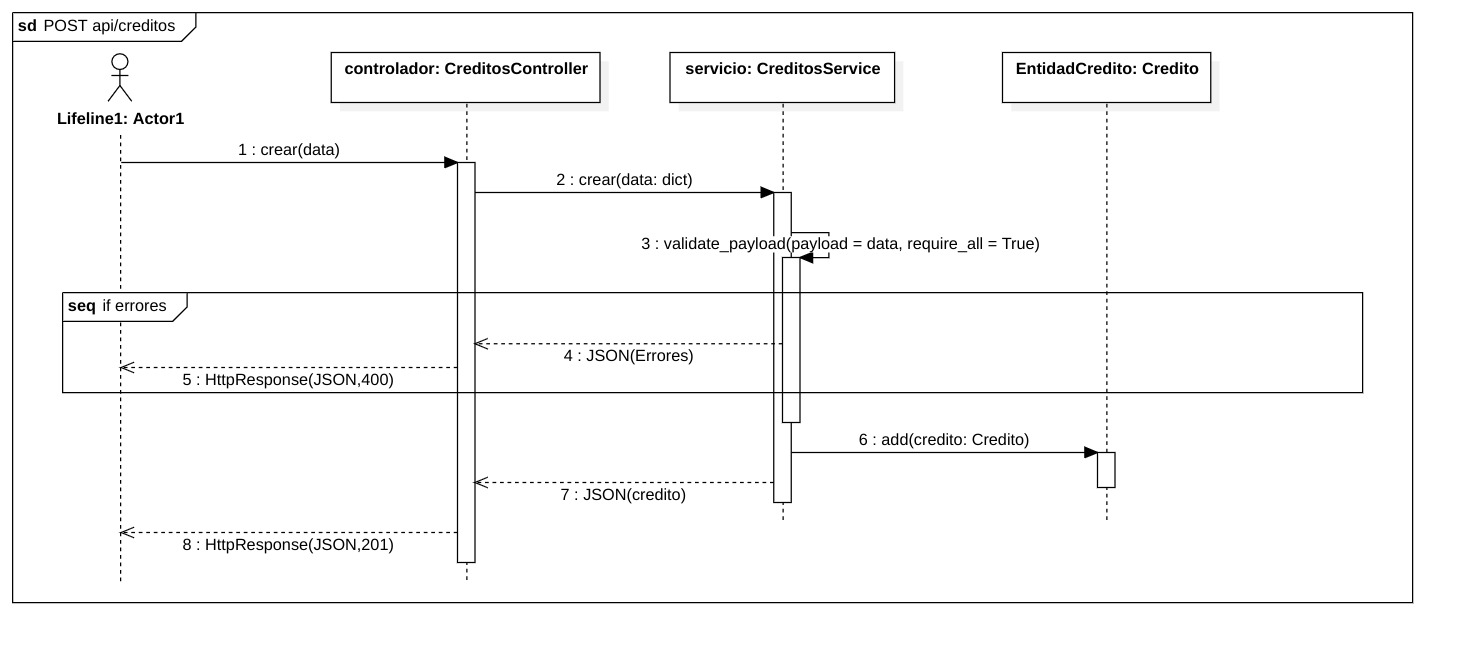 sd POST api/creditos
controlador: CreditosController
servicio: CreditosService
EntidadCredito: Credito
Lifeline1: Actor1
1 : crear(data)
2 : crear(data: dict)
3 : validate_payload(payload = data, require_all = True)
seq if errores
4 : JSON(Errores)
5 : HttpResponse(JSON,400)
6 : add(credito: Credito)
7 : JSON(credito)
8 : HttpResponse(JSON,201)